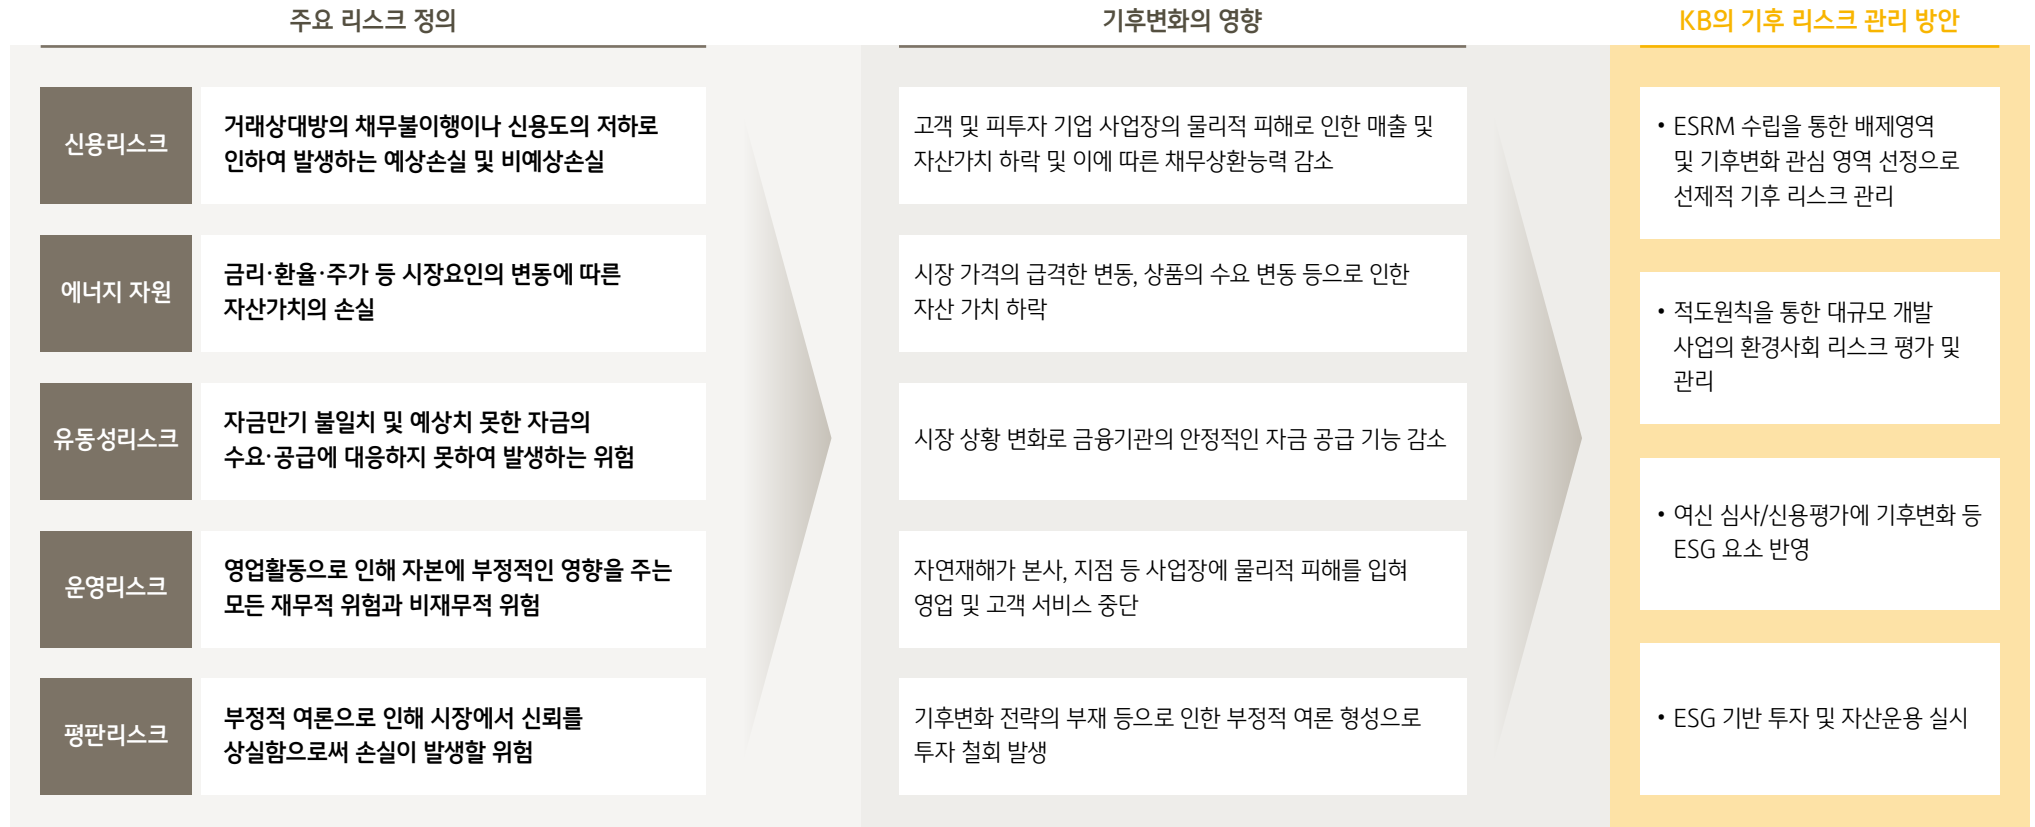 주요 리스크 정의
기후변화의 영향
KB의 기후 리스크 관리 방안
신용리스크
거래상대방의 채무불이행이나 신용도의 저하로
인하여 발생하는 예상손실 및 비예상손실
고객 및 피투자 기업 사업장의 물리적 피해로 인한 매출 및
자산가치 하락 및 이에 따른 채무상환능력 감소
에너지 자원
금리·환율·주가 등 시장요인의 변동에 따른
자산가치의 손실
시장 가격의 급격한 변동, 상품의 수요 변동 등으로 인한
자산 가치 하락
유동성리스크
자금만기 불일치 및 예상치 못한 자금의
수요·공급에 대응하지 못하여 발생하는 위험
시장 상황 변화로 금융기관의 안정적인 자금 공급 기능 감소
운영리스크
영업활동으로 인해 자본에 부정적인 영향을 주는
모든 재무적 위험과 비재무적 위험
자연재해가 본사, 지점 등 사업장에 물리적 피해를 입혀
영업 및 고객 서비스 중단
평판리스크
부정적 여론으로 인해 시장에서 신뢰를
상실함으로써 손실이 발생할 위험
기후변화 전략의 부재 등으로 인한 부정적 여론 형성으로
투자 철회 발생
• ESRM 수립을 통한 배제영역
및 기후변화 관심 영역 선정으로
선제적 기후 리스크 관리
• 적도원칙을 통한 대규모 개발
사업의 환경사회 리스크 평가 및
관리
• 여신 심사/신용평가에 기후변화 등
ESG 요소 반영
• ESG 기반 투자 및 자산운용 실시